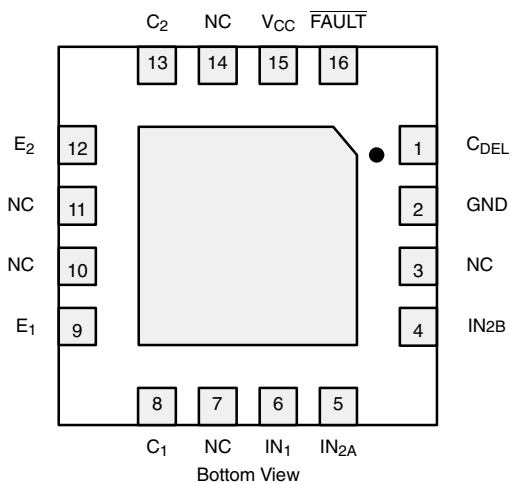 C2 NC VCC FAULT
13 14 15 16
E2 12 1 CDEL
NC 11 2 GND
NC 10 3 NC
E1 9 4 IN2B
8 7 6 5
C1 NC IN1 IN2A
Bottom View